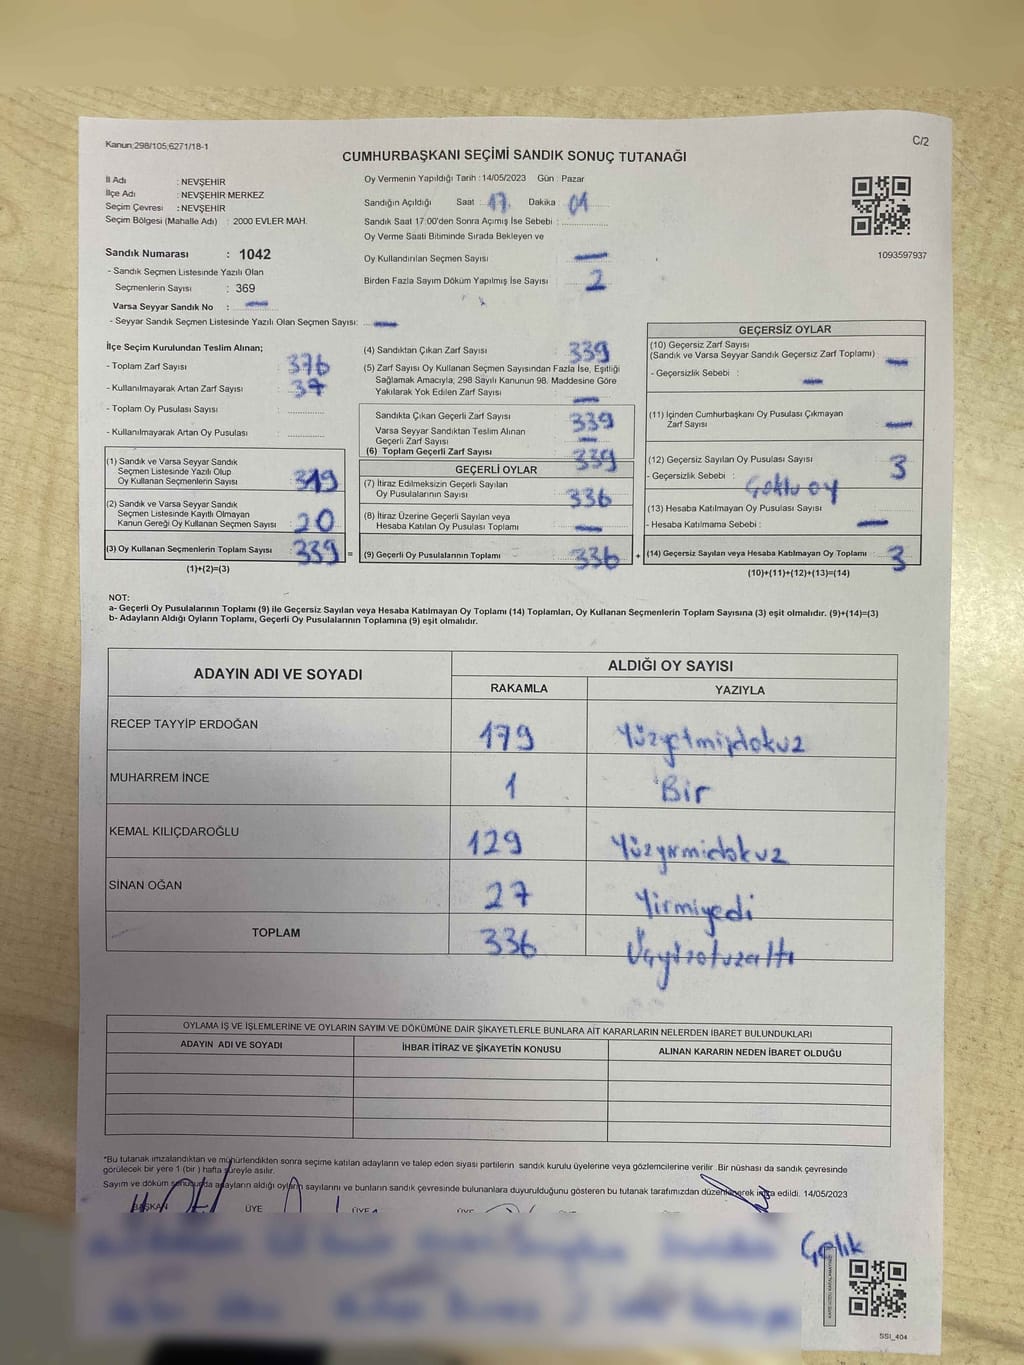 Kanun;298/105;6271/18-1
C/2
CUMHURBAŞKANI SEÇİMİ SANDIK SONUÇ TUTANAĞI
İl Adı : NEVŞEHİR
İlçe Adı : NEVŞEHİR MERKEZ
Seçim Çevresi : NEVŞEHİR
Seçim Bölgesi (Mahalle Adı) : 2000 EVLER MAH.
Sandık Numarası : 1042
- Sandık Seçmen Listesinde Yazılı Olan
Seçmenlerin Sayısı : 369
Varsa Seyyar Sandık No : —
- Seyyar Sandık Seçmen Listesinde Yazılı Olan Seçmen Sayısı: —
Oy Vermenin Yapıldığı Tarih : 14/05/2023 Gün : Pazar
Sandığın Açıldığı Saat 17 Dakika 01
Sandık Saat 17:00'den Sonra Açımış İse Sebebi :
Oy Verme Saati Bitiminde Sırada Bekleyen ve
Oy Kullandırılan Seçmen Sayısı —
Birden Fazla Sayım Döküm Yapılmış İse Sayısı : 2
1093597937
İlçe Seçim Kurulundan Teslim Alınan;
- Toplam Zarf Sayısı : 376
- Kullanılmayarak Artan Zarf Sayısı : 37
- Toplam Oy Pusulası Sayısı :
- Kullanılmayarak Artan Oy Pusulası :
(1) Sandık ve Varsa Seyyar Sandık
Seçmen Listesinde Yazılı Olup
Oy Kullanan Seçmenlerin Sayısı : 319
(2) Sandık ve Varsa Seyyar Sandık
Seçmen Listesinde Kayıtlı Olmayan
Kanun Gereği Oy Kullanan Seçmen Sayısı : 20
(3) Oy Kullanan Seçmenlerin Toplam Sayısı : 339 =
(1)+(2)=(3)
(4) Sandıktan Çıkan Zarf Sayısı 339
(5) Zarf Sayısı Oy Kullanan Seçmen Sayısından Fazla İse, Eşitliği
Sağlamak Amacıyla, 298 Sayılı Kanunun 98. Maddesine Göre
Yakılarak Yok Edilen Zarf Sayısı —
Sandıkta Çıkan Geçerli Zarf Sayısı 339
Varsa Seyyar Sandıktan Teslim Alınan
Geçerli Zarf Sayısı —
(6) Toplam Geçerli Zarf Sayısı 339
GEÇERLİ OYLAR
(7) İtiraz Edilmeksizin Geçerli Sayılan
Oy Pusulalarının Sayısı 336
(8) İtiraz Üzerine Geçerli Sayılan veya
Hesaba Katılan Oy Pusulası Toplamı —
(9) Geçerli Oy Pusulalarının Toplamı 336 +
GEÇERSİZ OYLAR
(10) Geçersiz Zarf Sayısı
(Sandık ve Varsa Seyyar Sandık Geçersiz Zarf Toplamı) : —
- Geçersizlik Sebebi : —
(11) İçinden Cumhurbaşkanı Oy Pusulası Çıkmayan
Zarf Sayısı —
(12) Geçersiz Sayılan Oy Pusulası Sayısı 3
- Geçersizlik Sebebi : Çoklu oy
(13) Hesaba Katılmayan Oy Pusulası Sayısı
- Hesaba Katılmama Sebebi : —
(14) Geçersiz Sayılan veya Hesaba Katılmayan Oy Toplamı 3
(10)+(11)+(12)+(13)=(14)
NOT:
a- Geçerli Oy Pusulalarının Toplamı (9) ile Geçersiz Sayılan veya Hesaba Katılmayan Oy Toplamı (14) Toplamları, Oy Kullanan Seçmenlerin Toplam Sayısına (3) eşit olmalıdır. (9)+(14)=(3)
b- Adayların Aldığı Oyların Toplamı, Geçerli Oy Pusulalarının Toplamına (9) eşit olmalıdır.
ADAYIN ADI VE SOYADI ALDIĞI OY SAYISI
RAKAMLA YAZIYLA
RECEP TAYYİP ERDOĞAN 179 Yüzyetmişdokuz
MUHARREM İNCE 1 Bir
KEMAL KILIÇDAROĞLU 129 Yüzyirmidokuz
SİNAN OĞAN 27 Yirmiyedi
TOPLAM 336 Üçyüzotuzaltı
OYLAMA İŞ VE İŞLEMLERİNE VE OYLARIN SAYIM VE DÖKÜMÜNE DAİR ŞİKAYETLERLE BUNLARA AİT KARARLARIN NELERDEN İBARET BULUNDUKLARI
ADAYIN ADI VE SOYADI İHBAR İTİRAZ VE ŞİKAYETİN KONUSU ALINAN KARARIN NEDEN İBARET OLDUĞU
*Bu tutanak imzalandıktan ve mühürlendikten sonra seçime katılan adayların ve talep eden siyasi partilerin sandık kurulu üyelerine veya gözlemcilerine verilir. Bir nüshası da sandık çevresinde
görülecek bir yere 1 (bir) hafta süreyle asılır.
Sayım ve döküm sonucunda adayların aldığı oyların sayılarını ve bunların sandık çevresinde bulunanlara duyurulduğunu gösteren bu tutanak tarafımızdan düzenlenerek imza edildi. 14/05/2023
BAŞKAN ÜYE ÜYE
Çelik
SSI_404